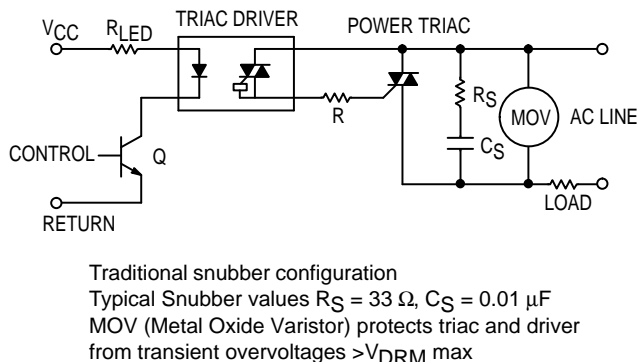 TRIAC DRIVER
POWER TRIAC
VCC
RLED
R
RS
CS
MOV
AC LINE
CONTROL
Q
RETURN
LOAD
Traditional snubber configuration
Typical Snubber values RS = 33 Ω, CS = 0.01 µF
MOV (Metal Oxide Varistor) protects triac and driver
from transient overvoltages >VDRM max